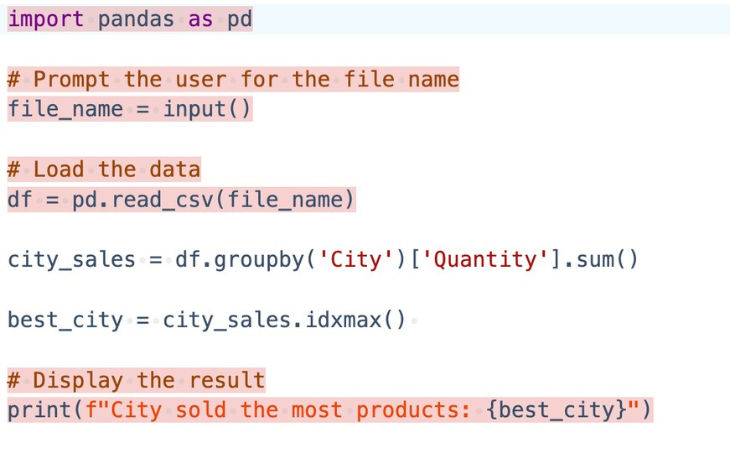 import pandas as pd
# Prompt the user for the file name
file_name = input()
# Load the data
df = pd.read_csv(file_name)
city_sales = df.groupby('City')['Quantity'].sum()
best_city = city_sales.idxmax()
# Display the result
print(f"City sold the most products: {best_city}")